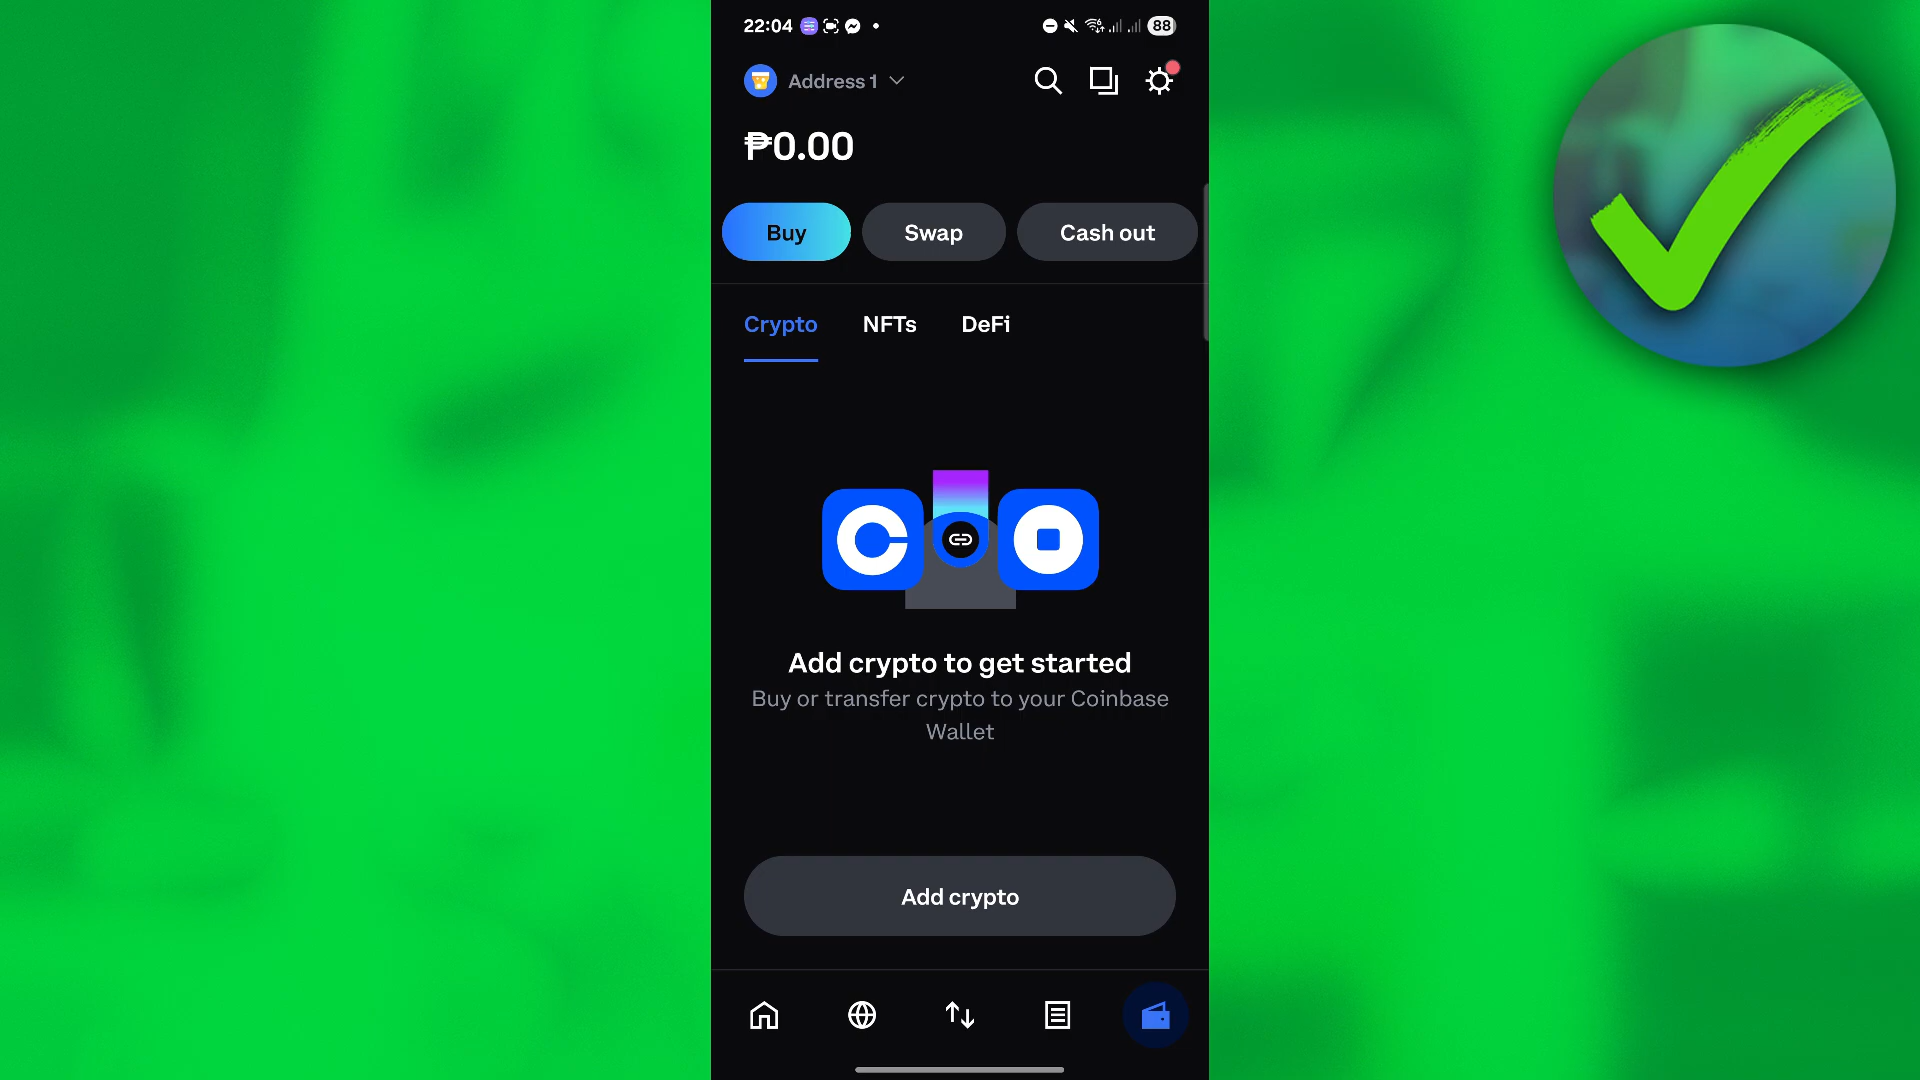 22:04
88
Address 1
₱0.00
Buy
Swap
Cash out
Crypto
NFTs
DeFi
Add crypto to get started
Buy or transfer crypto to your Coinbase
Wallet
Add crypto